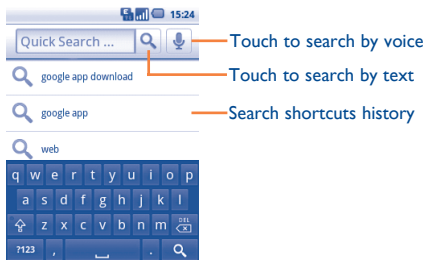 15:24
Quick Search ...
Touch to search by voice
google app download
Touch to search by text
google app
Search shortcuts history
web
q w e r t y u i o p
a s d f g h j k l
z x c v b n m DEL
?123 , .